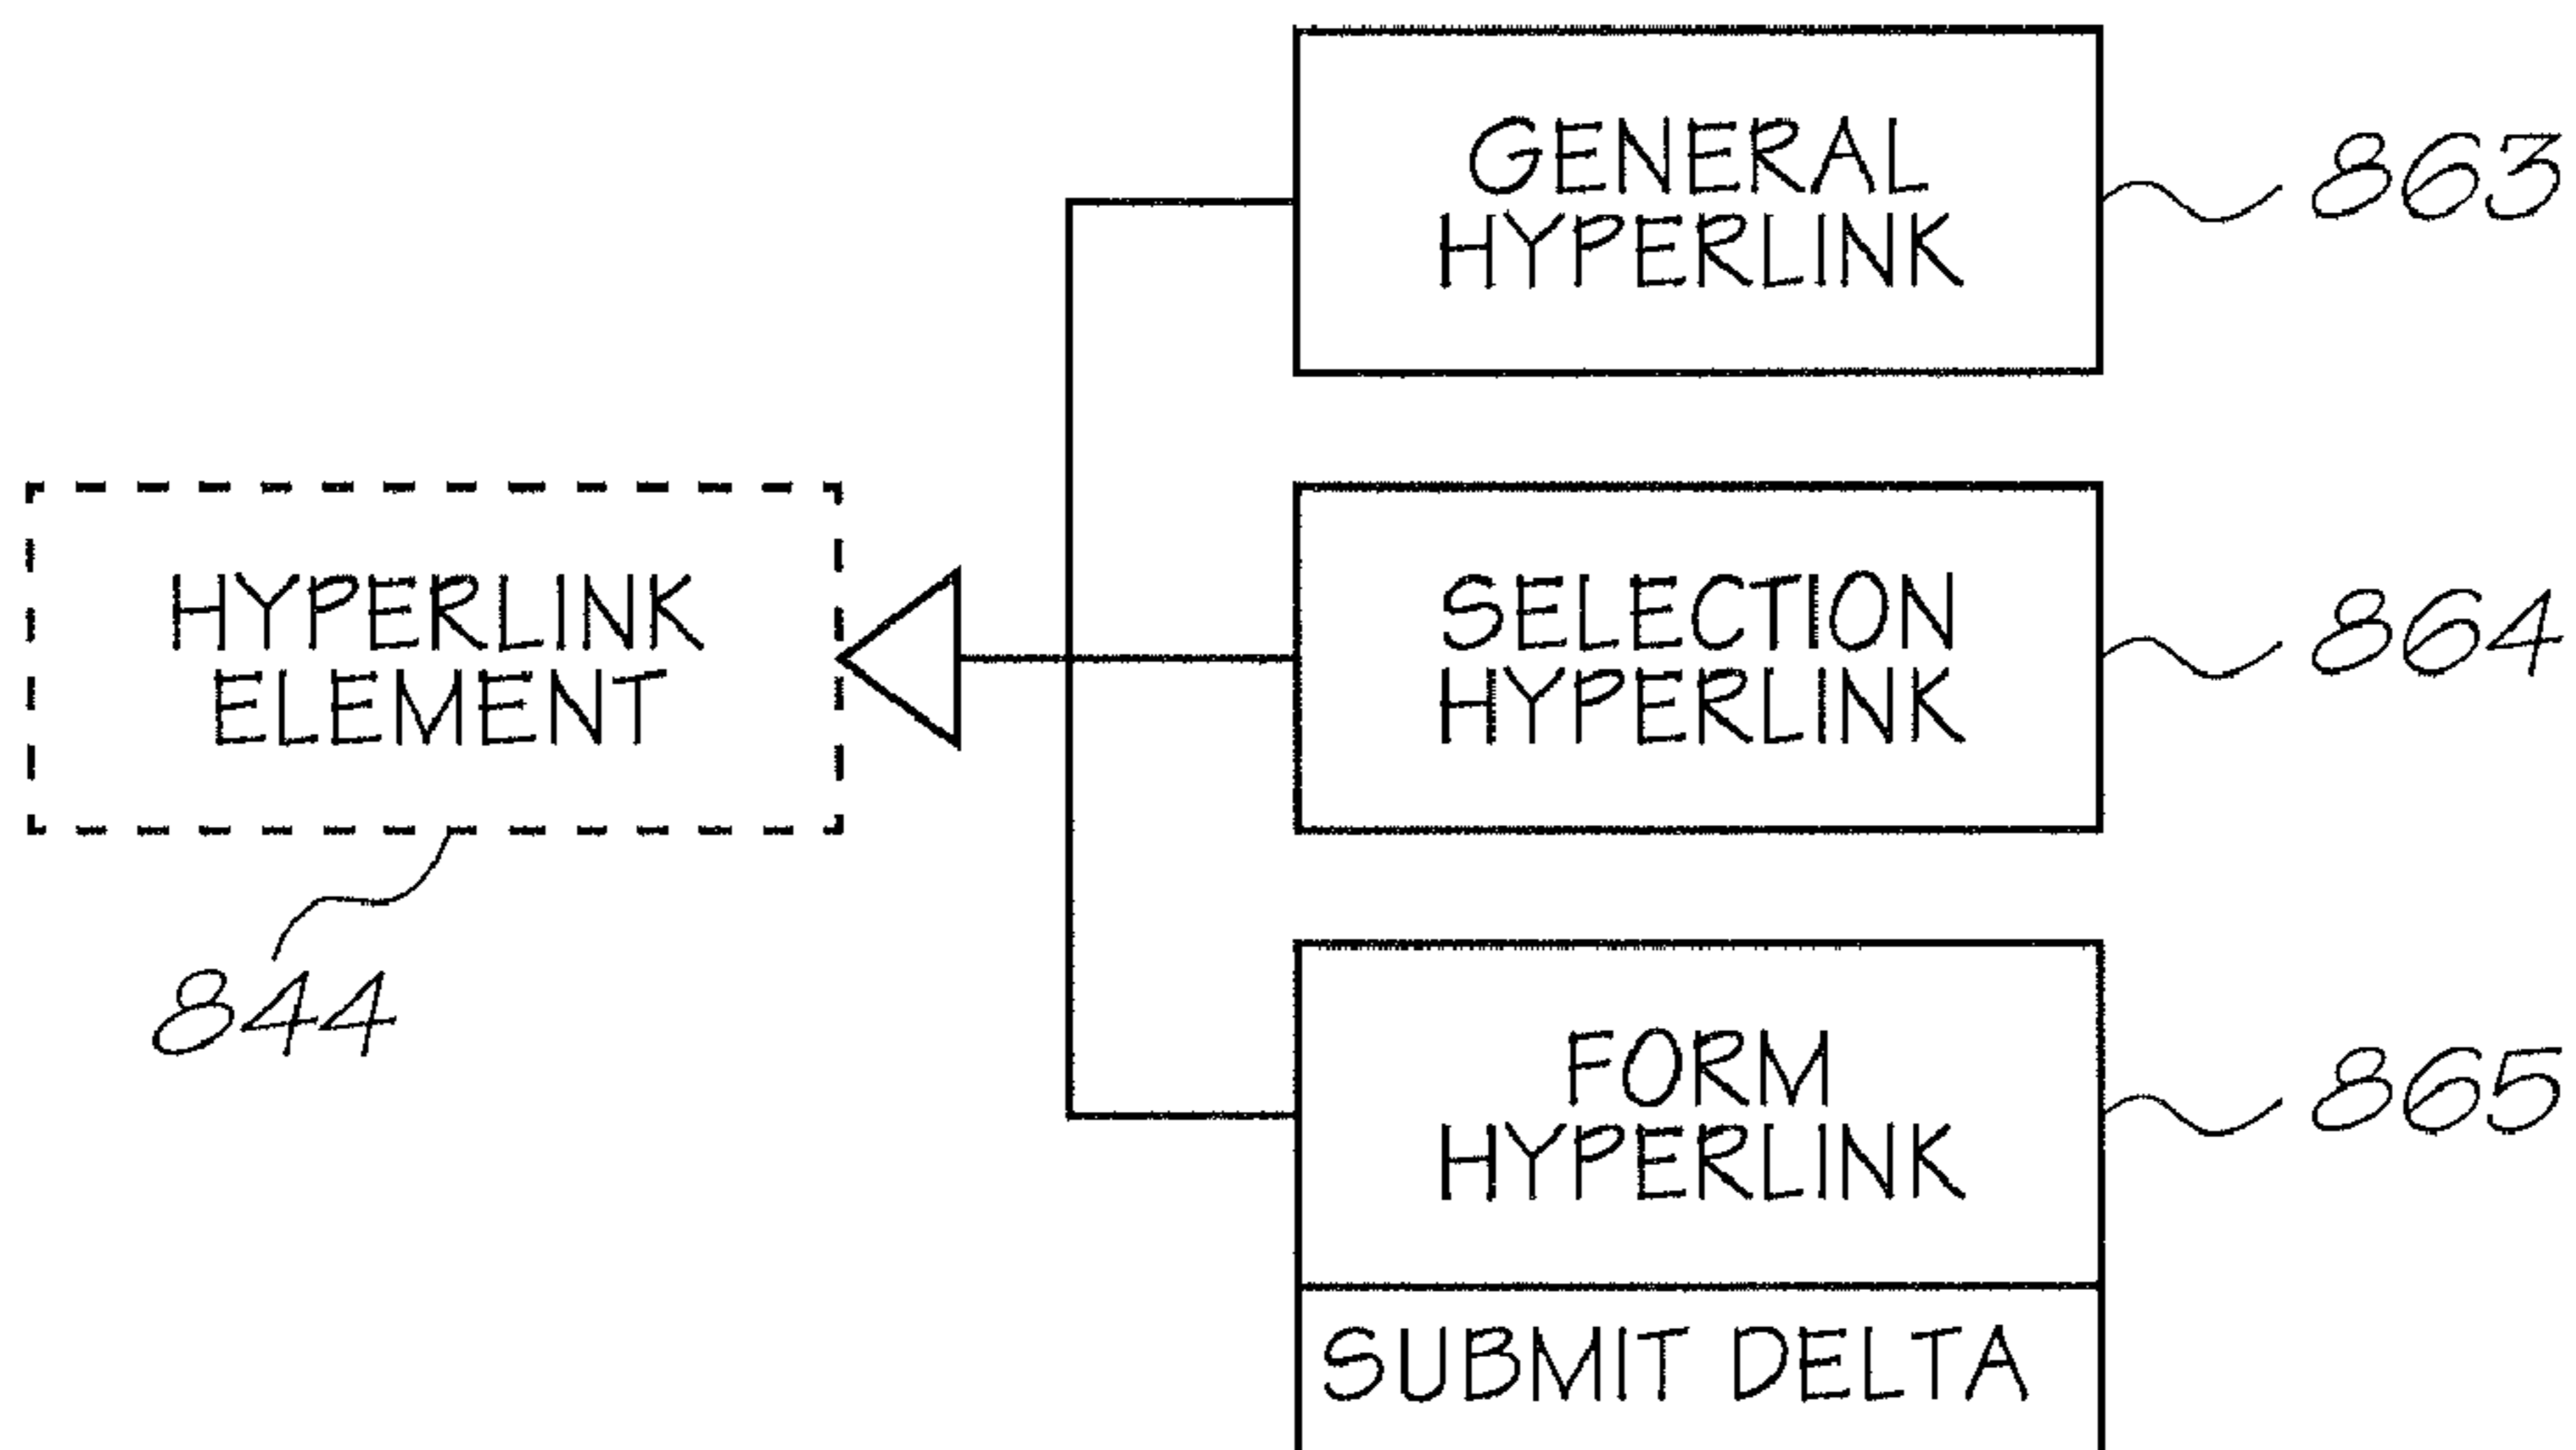 GENERAL
HYPERLINK
863
HYPERLINK
ELEMENT
844
SELECTION
HYPERLINK
864
FORM
HYPERLINK
865
SUBMIT DELTA